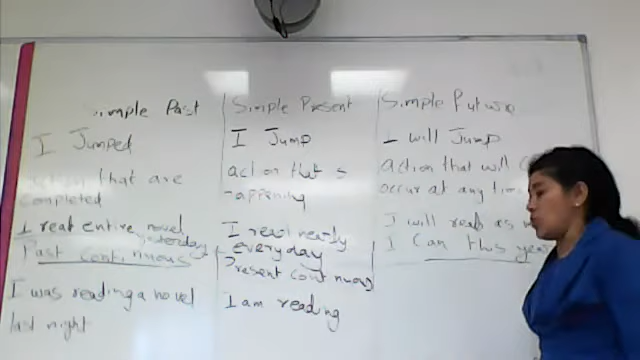 Simple Past
I Jumped
that are
completed
I read entire novel
yesterday
Past continuous
I was reading a novel
last night
Simple Present
I Jump
action that s
happening
I read nearly
everyday
Present continuous
I am reading
Simple Future
I will Jump
action that will
occur at any time
I will read as
I can this year